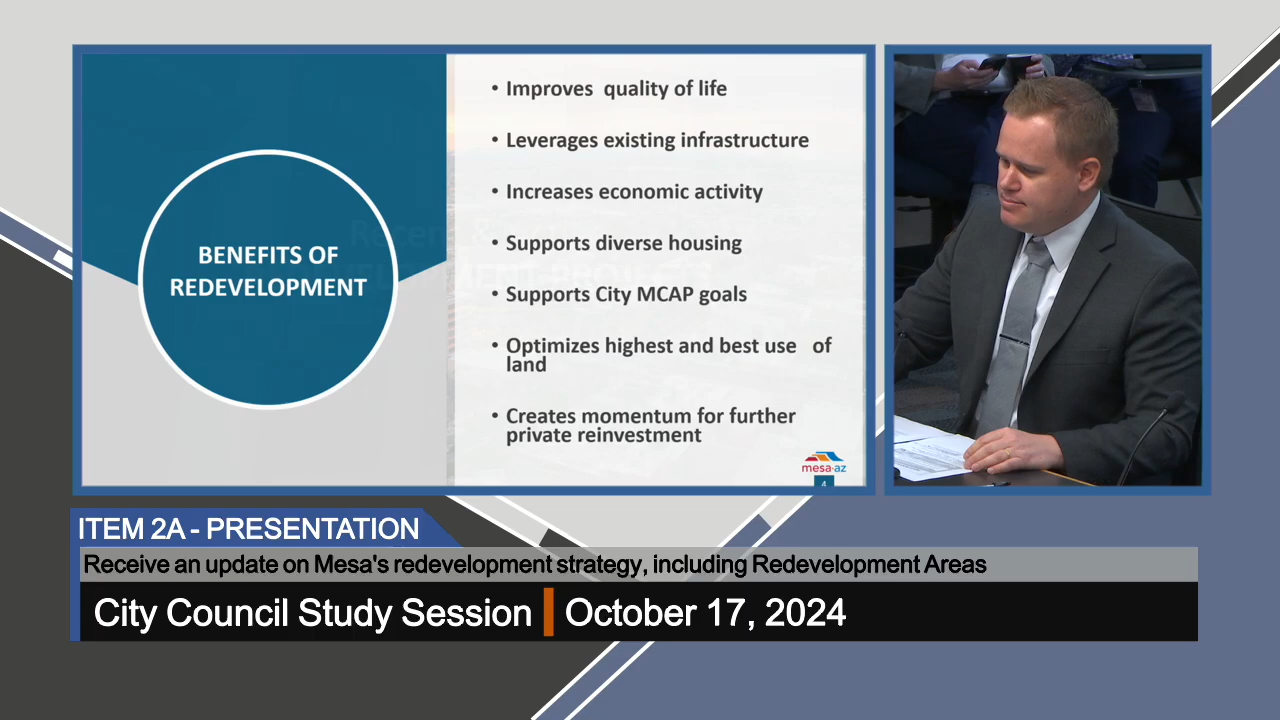 BENEFITS OF
REDEVELOPMENT
• Improves quality of life
• Leverages existing infrastructure
• Increases economic activity
• Supports diverse housing
• Supports City MCAP goals
• Optimizes highest and best use of
land
• Creates momentum for further
private reinvestment
mesa·az
4
ITEM 2A - PRESENTATION
Receive an update on Mesa's redevelopment strategy, including Redevelopment Areas
City Council Study Session
October 17, 2024